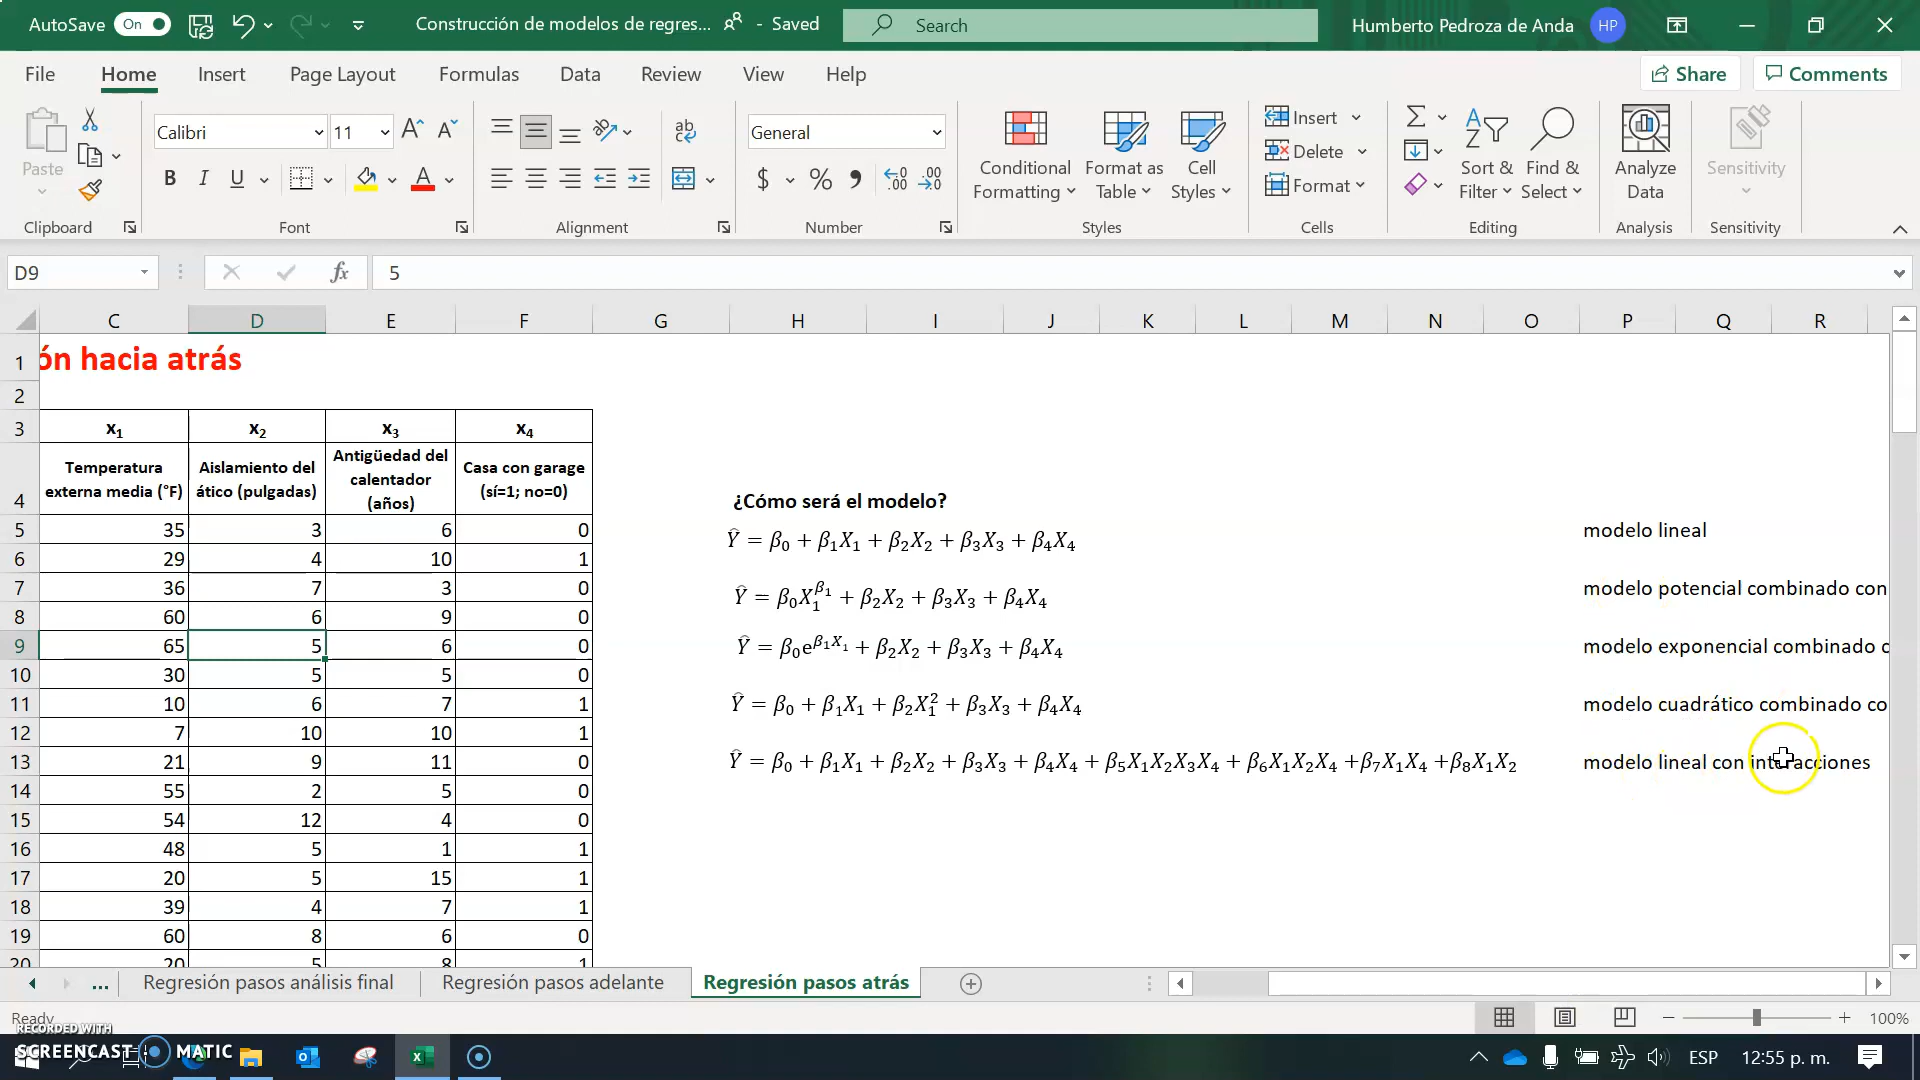 AutoSave On Construcción de modelos de regres... - Saved Search Humberto Pedroza de Anda HP
File Home Insert Page Layout Formulas Data Review View Help Share Comments
Paste Calibri 11 General Conditional Formatting Format as Table Cell Styles Insert Delete Format Sort & Filter Find & Select Analyze Data Sensitivity
Clipboard Font Alignment Number Styles Cells Editing Analysis Sensitivity
D9 fx 5
C D E F G H I J K L M N O P Q R
1 ón hacia atrás
2
3 x₁ x₂ x₃ x₄
4 Temperatura externa media (°F) Aislamiento del ático (pulgadas) Antigüedad del calentador (años) Casa con garage (sí=1; no=0) ¿Cómo será el modelo?
5 35 3 6 0 Ŷ = β₀ + β₁X₁ + β₂X₂ + β₃X₃ + β₄X₄ modelo lineal
6 29 4 10 1
7 36 7 3 0 Ŷ = β₀X₁^β₁ + β₂X₂ + β₃X₃ + β₄X₄ modelo potencial combinado con
8 60 6 9 0
9 65 5 6 0 Ŷ = β₀e^β₁X₁ + β₂X₂ + β₃X₃ + β₄X₄ modelo exponencial combinado c
10 30 5 5 0
11 10 6 7 1 Ŷ = β₀ + β₁X₁ + β₂X₁² + β₃X₃ + β₄X₄ modelo cuadrático combinado co
12 7 10 10 1
13 21 9 11 0 Ŷ = β₀ + β₁X₁ + β₂X₂ + β₃X₃ + β₄X₄ + β₅X₁X₂X₃X₄ + β₆X₁X₂X₄ +β₇X₁X₄ +β₈X₁X₂ modelo lineal con interacciones
14 55 2 5 0
15 54 12 4 0
16 48 5 1 1
17 20 5 15 1
18 39 4 7 1
19 60 8 6 0
20 20 5 8 1
... Regresión pasos análisis final Regresión pasos adelante Regresión pasos atrás
Ready 100%
RECORDED WITH
SCREENCAST MATIC ESP 12:55 p. m.